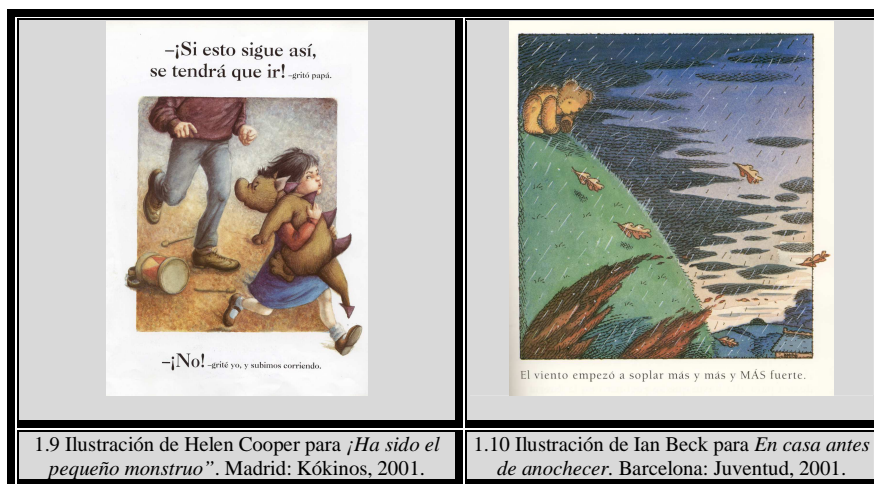 –¡Si esto sigue así,
se tendrá que ir! –gritó papá.
–¡No! –grité yo, y subimos corriendo.
El viento empezó a soplar más y más y MÁS fuerte.
1.9 Ilustración de Helen Cooper para ¡Ha sido el
pequeño monstruo”. Madrid: Kókinos, 2001.
1.10 Ilustración de Ian Beck para En casa antes
de anochecer. Barcelona: Juventud, 2001.